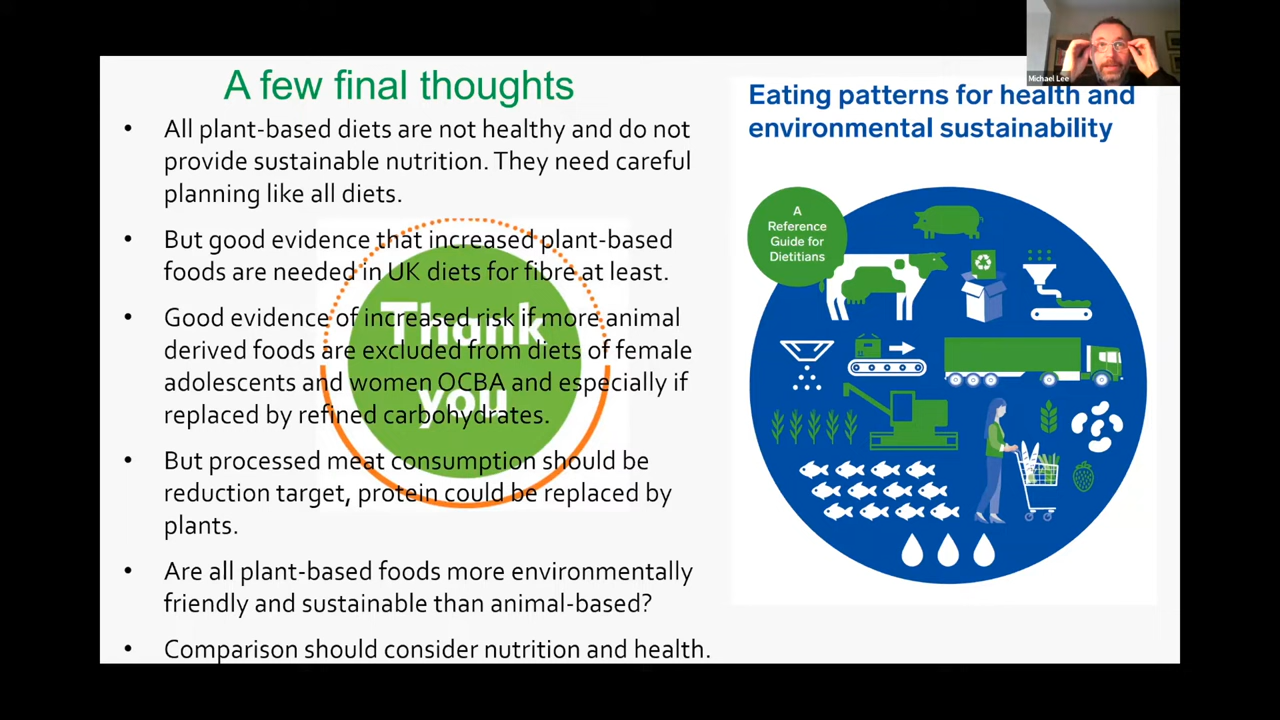 Michael Lee
A few final thoughts
• All plant-based diets are not healthy and do not
provide sustainable nutrition. They need careful
planning like all diets.
• But good evidence that increased plant-based
foods are needed in UK diets for fibre at least.
• Good evidence of increased risk if more animal
derived foods are excluded from diets of female
adolescents and women OCBA and especially if
replaced by refined carbohydrates.
• But processed meat consumption should be
reduction target, protein could be replaced by
plants.
• Are all plant-based foods more environmentally
friendly and sustainable than animal-based?
• Comparison should consider nutrition and health.
Thank
you
Eating patterns for health and
environmental sustainability
A
Reference
Guide for
Dietitians